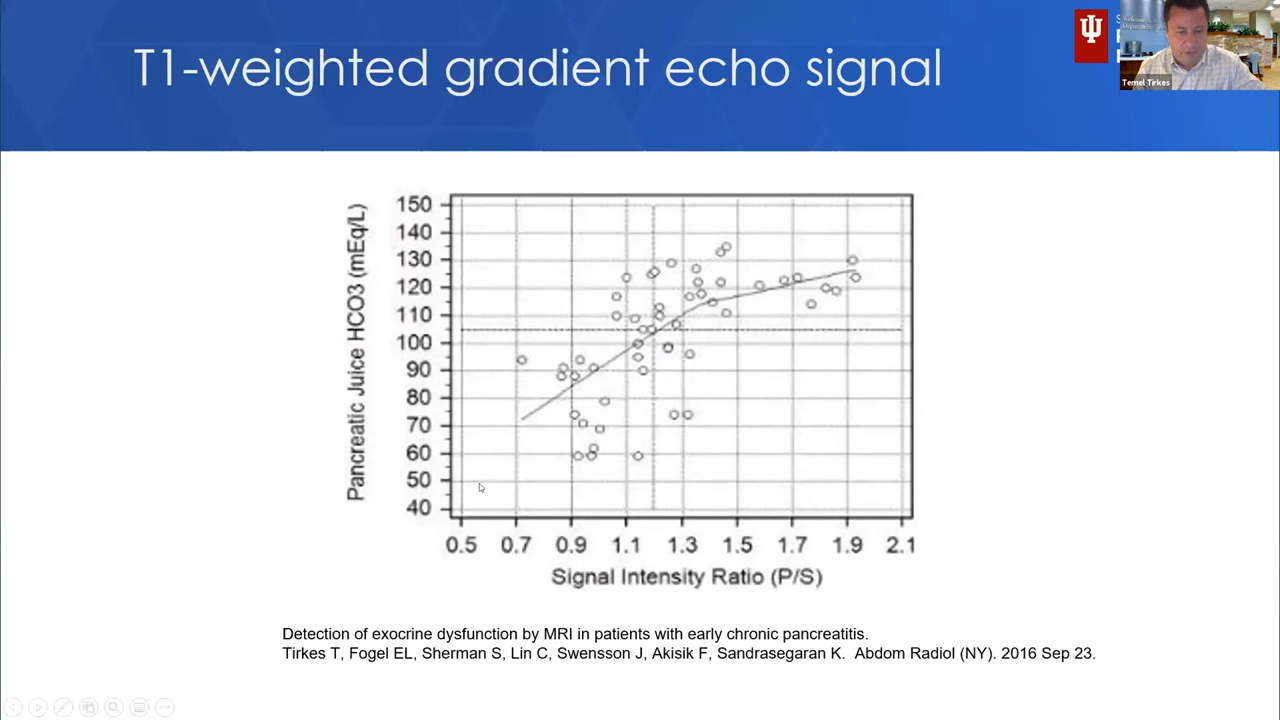 T1-weighted gradient echo signal
Welcome
Temel Tirkes
Pancreatic Juice HCO3 (mEq/L)
150
140
130
120
110
100
90
80
70
60
50
40
0.5 0.7 0.9 1.1 1.3 1.5 1.7 1.9 2.1
Signal Intensity Ratio (P/S)
Detection of exocrine dysfunction by MRI in patients with early chronic pancreatitis.
Tirkes T, Fogel EL, Sherman S, Lin C, Swensson J, Akisik F, Sandrasegaran K. Abdom Radiol (NY). 2016 Sep 23.